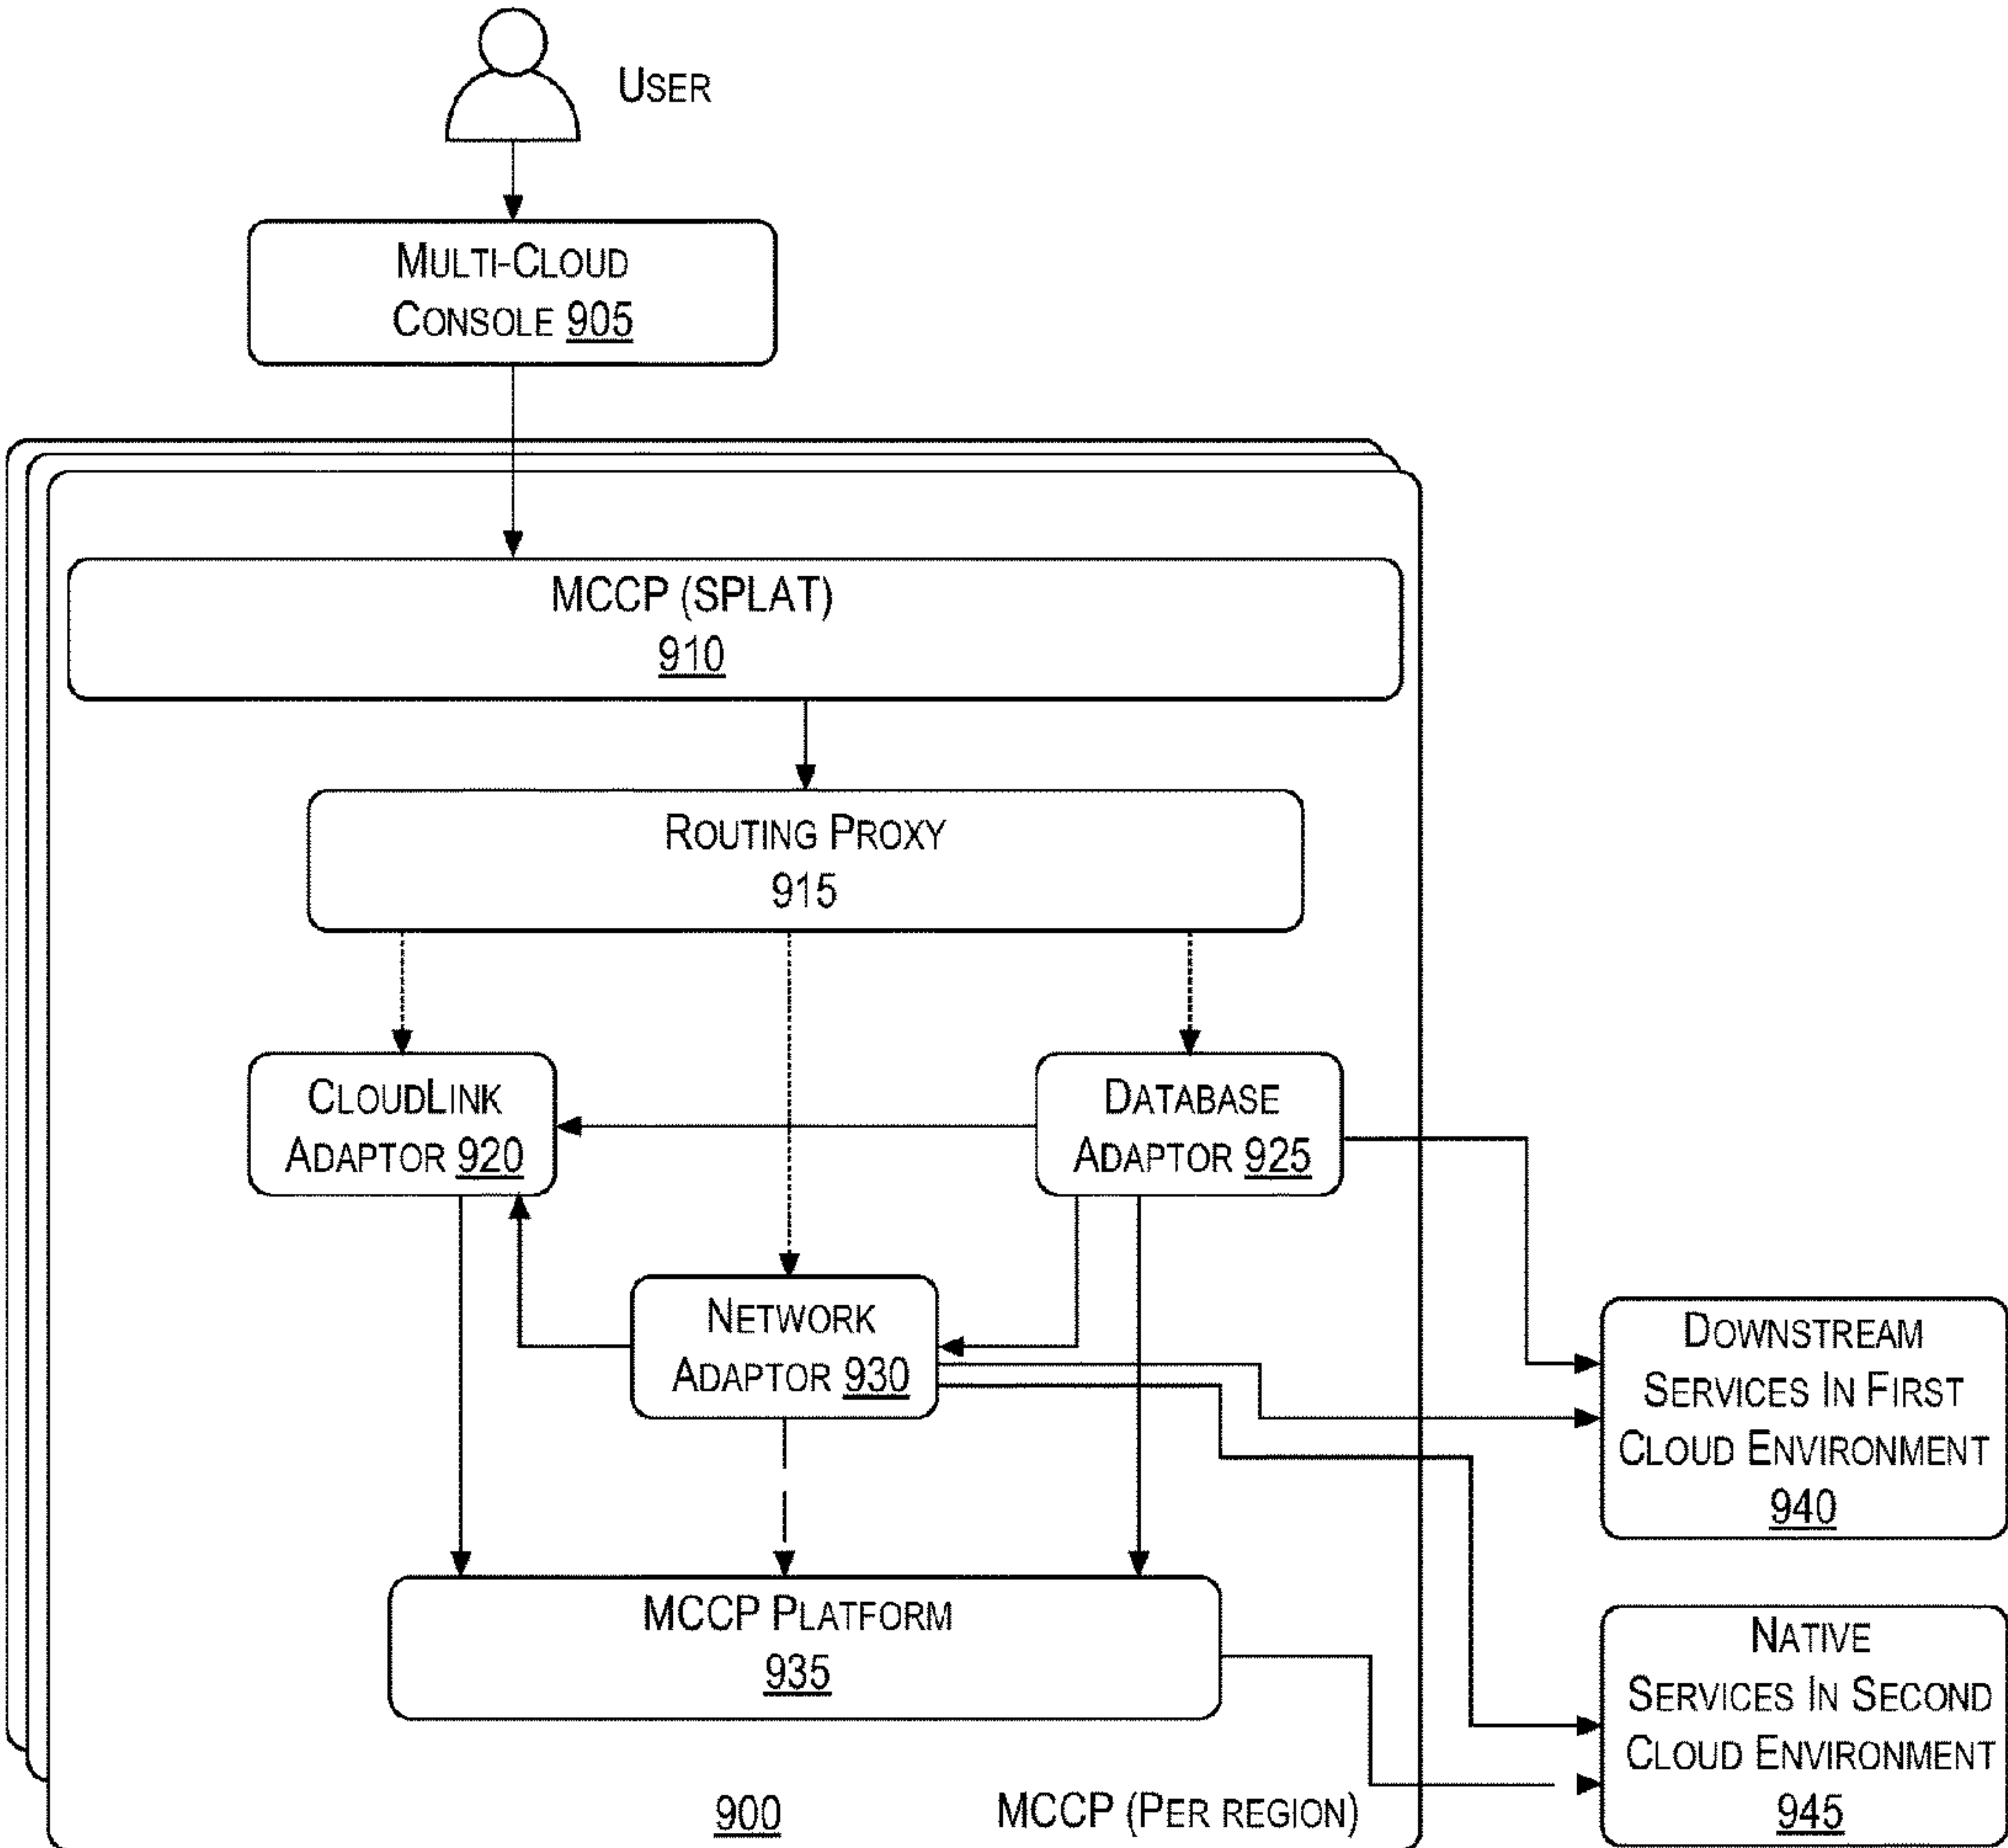 USER
MULTI-CLOUD
CONSOLE 905
MCCP (SPLAT)
910
ROUTING PROXY
915
CLOUDLINK
ADAPTOR 920
DATABASE
ADAPTOR 925
NETWORK
ADAPTOR 930
DOWNSTREAM
SERVICES IN FIRST
CLOUD ENVIRONMENT
940
MCCP PLATFORM
935
NATIVE
SERVICES IN SECOND
CLOUD ENVIRONMENT
945
900
MCCP (PER REGION)